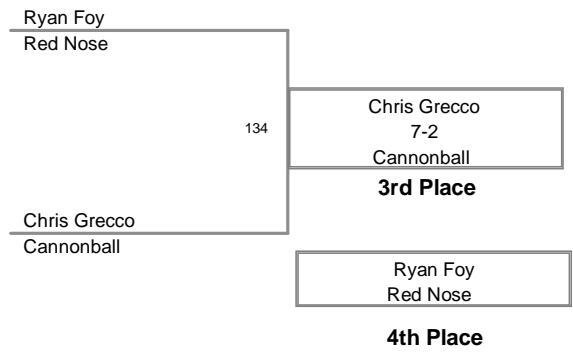 Ryan Foy
Red Nose
134
Chris Grecco
7-2
Cannonball
3rd Place
Chris Grecco
Cannonball
Ryan Foy
Red Nose
4th Place